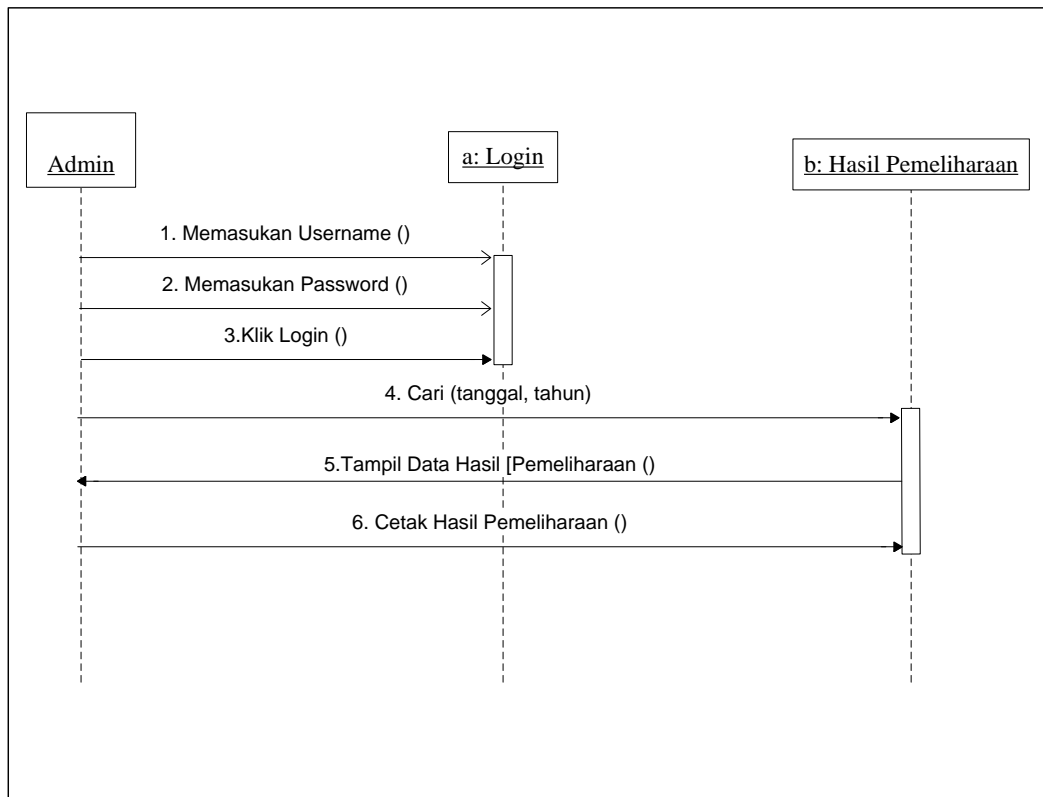 Admin
a: Login
b: Hasil Pemeliharaan
1. Memasukan Username ()
2. Memasukan Password ()
3.Klik Login ()
4. Cari (tanggal, tahun)
5.Tampil Data Hasil [Pemeliharaan ()
6. Cetak Hasil Pemeliharaan ()